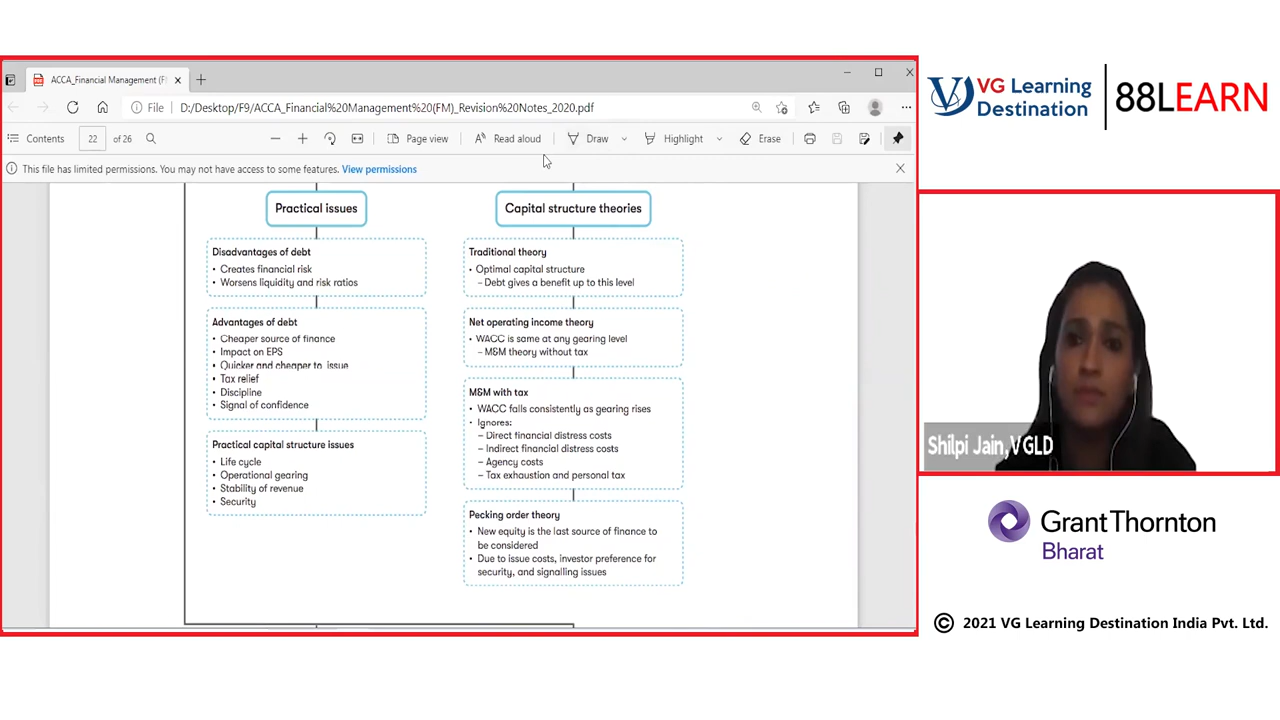 ACCA_Financial Management (F
File D:/Desktop/F9/ACCA_Financial%20Management%20(FM)_Revision%20Notes_2020.pdf
Contents 22 of 26 Page view Read aloud Draw Highlight Erase
This file has limited permissions. You may not have access to some features. View permissions
Practical issues
Disadvantages of debt
• Creates financial risk
• Worsens liquidity and risk ratios
Advantages of debt
• Cheaper source of finance
• Impact on EPS
• Quicker and cheaper to issue
• Tax relief
• Discipline
• Signal of confidence
Practical capital structure issues
• Life cycle
• Operational gearing
• Stability of revenue
• Security
Capital structure theories
Traditional theory
• Optimal capital structure
– Debt gives a benefit up to this level
Net operating income theory
• WACC is same at any gearing level
– M&M theory without tax
M&M with tax
• WACC falls consistently as gearing rises
• Ignores:
– Direct financial distress costs
– Indirect financial distress costs
– Agency costs
– Tax exhaustion and personal tax
Pecking order theory
• New equity is the last source of finance to
be considered
• Due to issue costs, investor preference for
security, and signalling issues
VG Learning
Destination
88LEARN
Shilpi Jain,VGLD
Grant Thornton
Bharat
© 2021 VG Learning Destination India Pvt. Ltd.